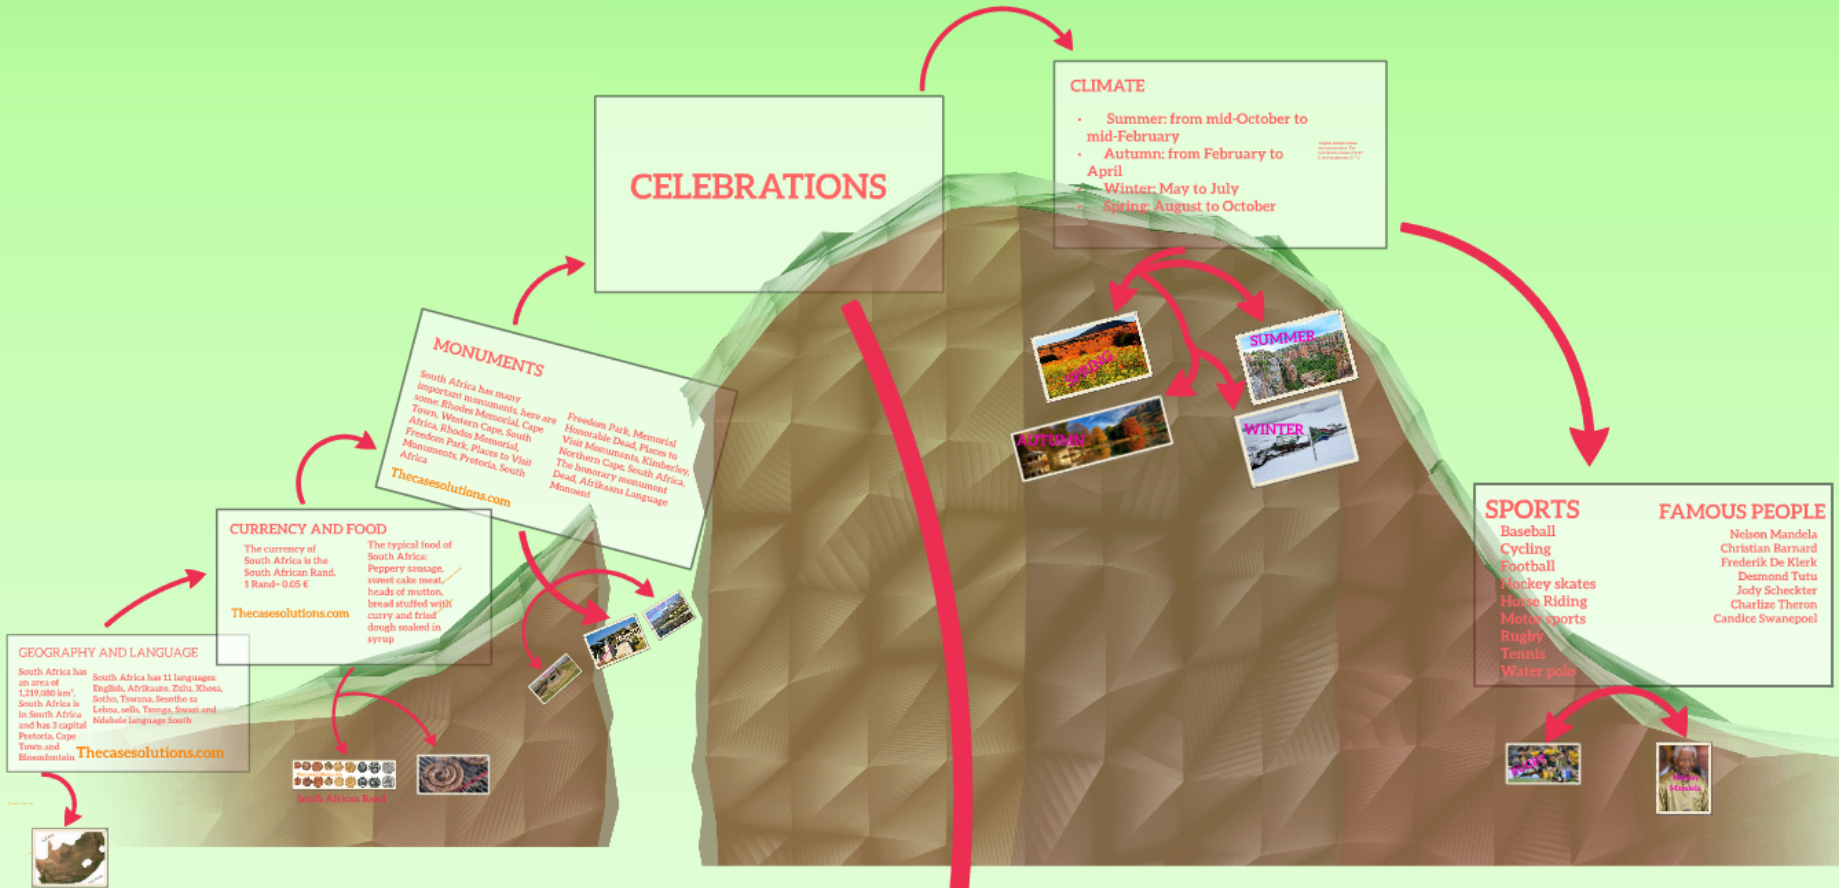 GEOGRAPHY AND LANGUAGE
South Africa has
an area of
1,219,080 km²,
South Africa is
in South Africa
and has 3 capital
Pretoria, Cape
Town and
Bloemfontein
South Africa has 11 languages:
English, Afrikaans, Zulu, Xhosa,
Sotho, Tswana, Sesotho sa
Leboa, sells, Tsonga, Swazi and
Ndebele language South
Thecasesolutions.com
CURRENCY AND FOOD
The currency of
South Africa is the
South African Rand.
1 Rand= 0.05 €
Thecasesolutions.com
The typical food of
South Africa:
Peppery sausage,
sweet cake meat,
heads of mutton,
bread stuffed with
curry and fried
dough soaked in
syrup
South African Rand
MONUMENTS
South Africa has many
important monuments, here are
some: Rhodes Memorial, Cape
Town, Western Cape, South
Africa, Rhodes Memorial,
Freedom Park, Places to Visit
Monuments, Pretoria, South
Africa
Thecasesolutions.com
Freedom Park, Memorial
Honorable Dead, Places to
Visit Monuments, Kimberley,
Northern Cape, South Africa,
The honorary monument
Dead, Afrikaans Language
Monument
CELEBRATIONS
CLIMATE
• Summer: from mid-October to
mid-February
• Autumn: from February to
April
• Winter: May to July
• Spring: August to October
SPRING
SUMMER
AUTUMN
WINTER
SPORTS
Baseball
Cycling
Football
Hockey skates
Horse Riding
Motor sports
Rugby
Tennis
Water polo
FAMOUS PEOPLE
Nelson Mandela
Christian Barnard
Frederik De Klerk
Desmond Tutu
Jody Scheckter
Charlize Theron
Candice Swanepoel
Mandela